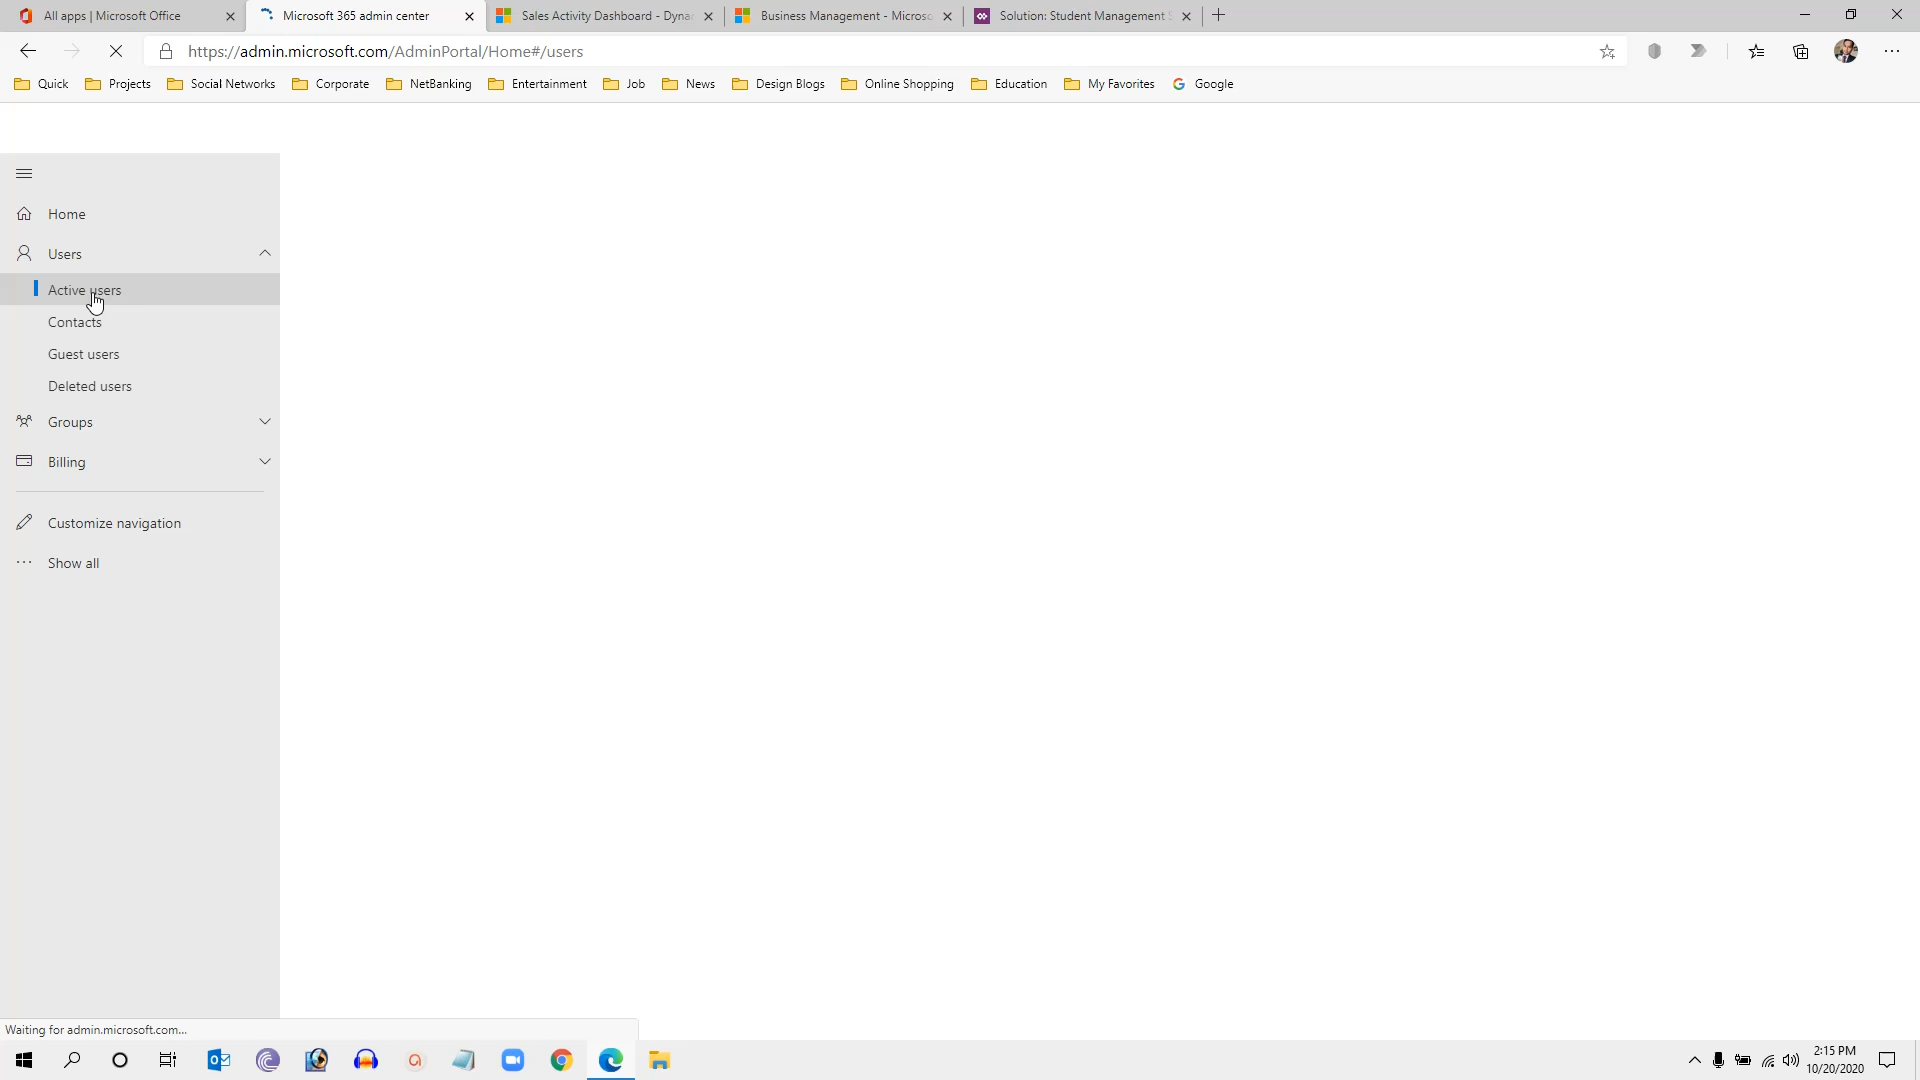 All apps | Microsoft Office
Microsoft 365 admin center
Sales Activity Dashboard - Dynar
Business Management - Microso
Solution: Student Management S
https://admin.microsoft.com/AdminPortal/Home#/users
Quick
Projects
Social Networks
Corporate
NetBanking
Entertainment
Job
News
Design Blogs
Online Shopping
Education
My Favorites
Google
Home
Users
Active users
Contacts
Guest users
Deleted users
Groups
Billing
Customize navigation
Show all
Waiting for admin.microsoft.com...
2:15 PM
10/20/2020